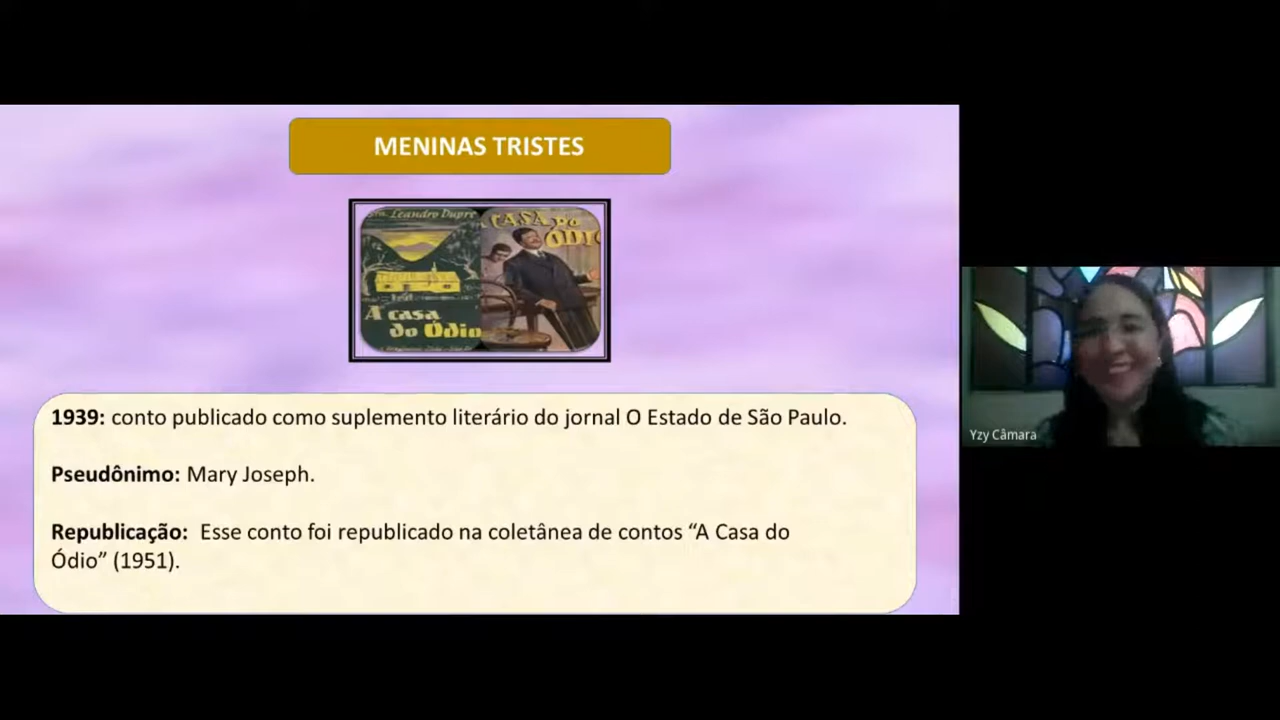 MENINAS TRISTES
Sra. Leandro Dupré
A CASA DO
ÓDIO
A casa
do Ódio
1939: conto publicado como suplemento literário do jornal O Estado de São Paulo.
Pseudônimo: Mary Joseph.
Republicação: Esse conto foi republicado na coletânea de contos “A Casa do
Ódio” (1951).
Yzy Câmara